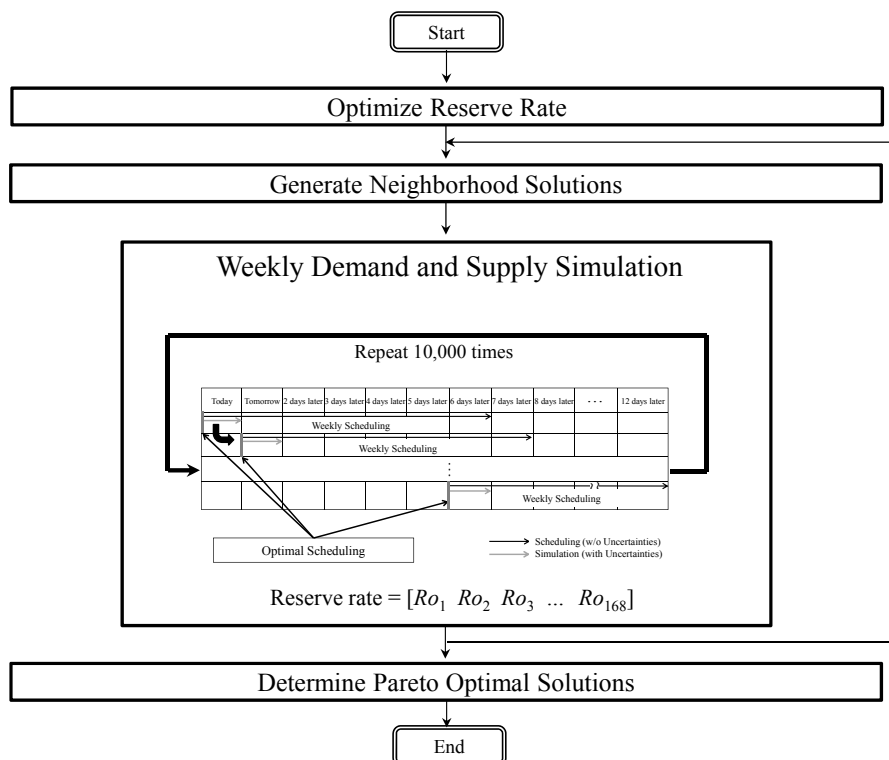 Start
Optimize Reserve Rate
Generate Neighborhood Solutions
Weekly Demand and Supply Simulation
Repeat 10,000 times
Today Tomorrow 2 days later 3 days later 4 days later 5 days later 6 days later 7 days later 8 days later ... 12 days later
Weekly Scheduling
Weekly Scheduling
⋮
Weekly Scheduling
Optimal Scheduling
Scheduling (w/o Uncertainties)
Simulation (with Uncertainties)
Reserve rate = [Ro1 Ro2 Ro3 ... Ro168]
Determine Pareto Optimal Solutions
End